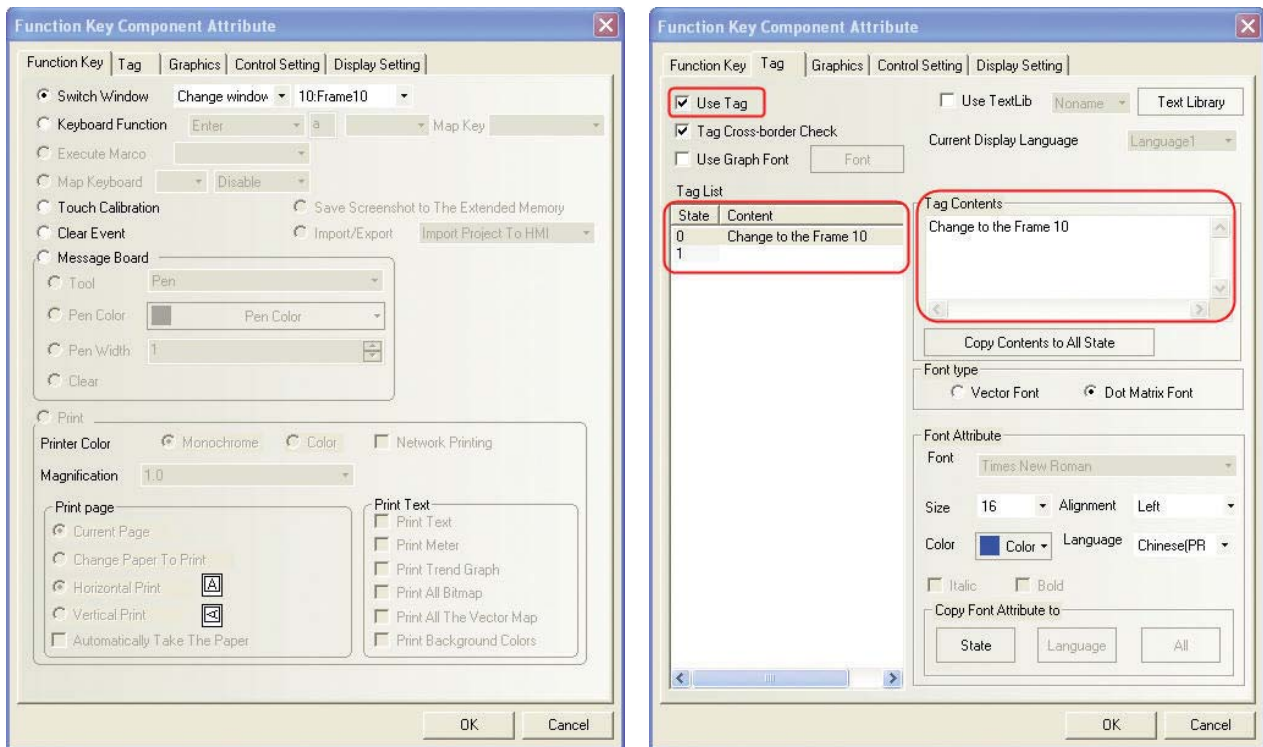 Function Key Component Attribute
Function Key Tag Graphics Control Setting Display Setting
Switch Window Change window 10:Frame10
Keyboard Function Enter a Map Key
Execute Marco
Map Keyboard Disable
Touch Calibration Save Screenshot to The Extended Memory
Clear Event Import/Export Import Project To HMI
Message Board
Tool Pen
Pen Color Pen Color
Pen Width 1
Clear
Print
Printer Color Monochrome Color Network Printing
Magnification 1.0
Print page
Current Page
Change Paper To Print
Horizontal Print A
Vertical Print A
Automatically Take The Paper
Print Text
Print Text
Print Meter
Print Trend Graph
Print All Bitmap
Print All The Vector Map
Print Background Colors
OK Cancel
Function Key Component Attribute
Function Key Tag Graphics Control Setting Display Setting
Use Tag Use TextLib Noname Text Library
Tag Cross-border Check Current Display Language Language1
Use Graph Font Font
Tag List
State Content
0 Change to the Frame 10
1
Tag Contents
Change to the Frame 10
Copy Contents to All State
Font type
Vector Font Dot Matrix Font
Font Attribute
Font Times New Roman
Size 16 Alignment Left
Color Color Language Chinese(PR
Italic Bold
Copy Font Attribute to
State Language All
OK Cancel